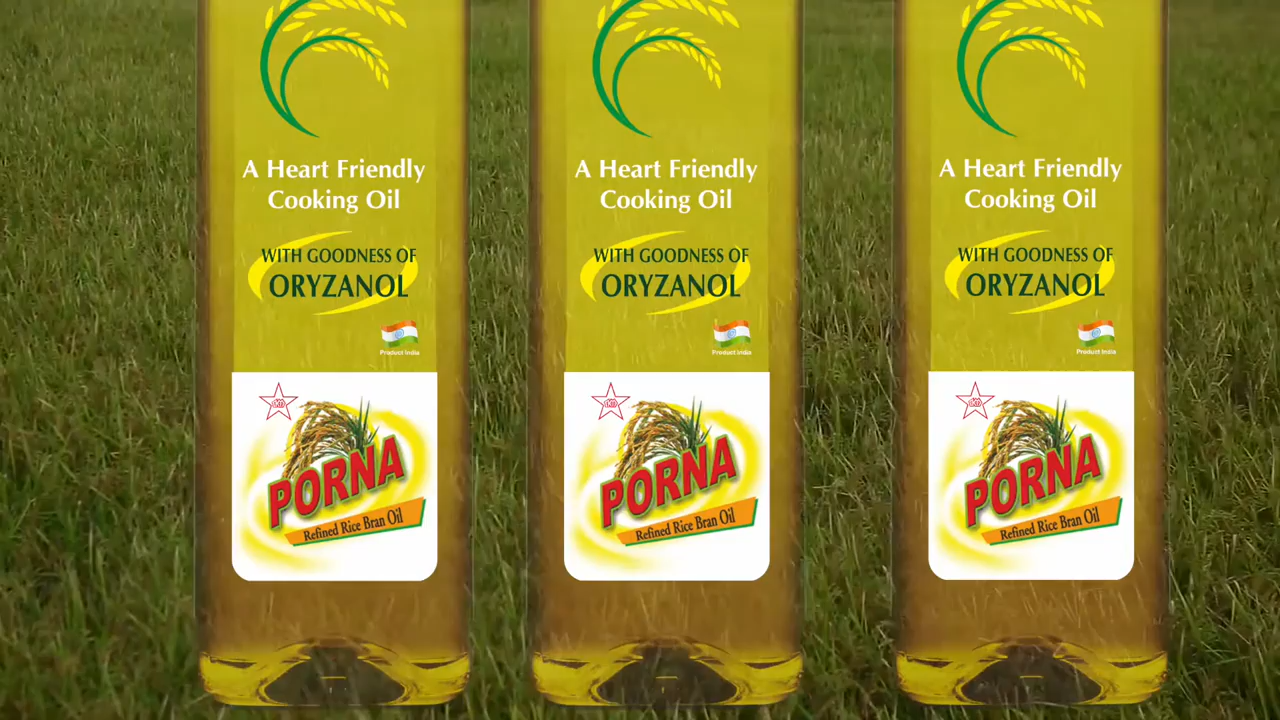 A Heart Friendly
Cooking Oil
WITH GOODNESS OF
ORYZANOL
Product India
PORNA
Refined Rice Bran Oil
A Heart Friendly
Cooking Oil
WITH GOODNESS OF
ORYZANOL
Product India
PORNA
Refined Rice Bran Oil
A Heart Friendly
Cooking Oil
WITH GOODNESS OF
ORYZANOL
Product India
PORNA
Refined Rice Bran Oil